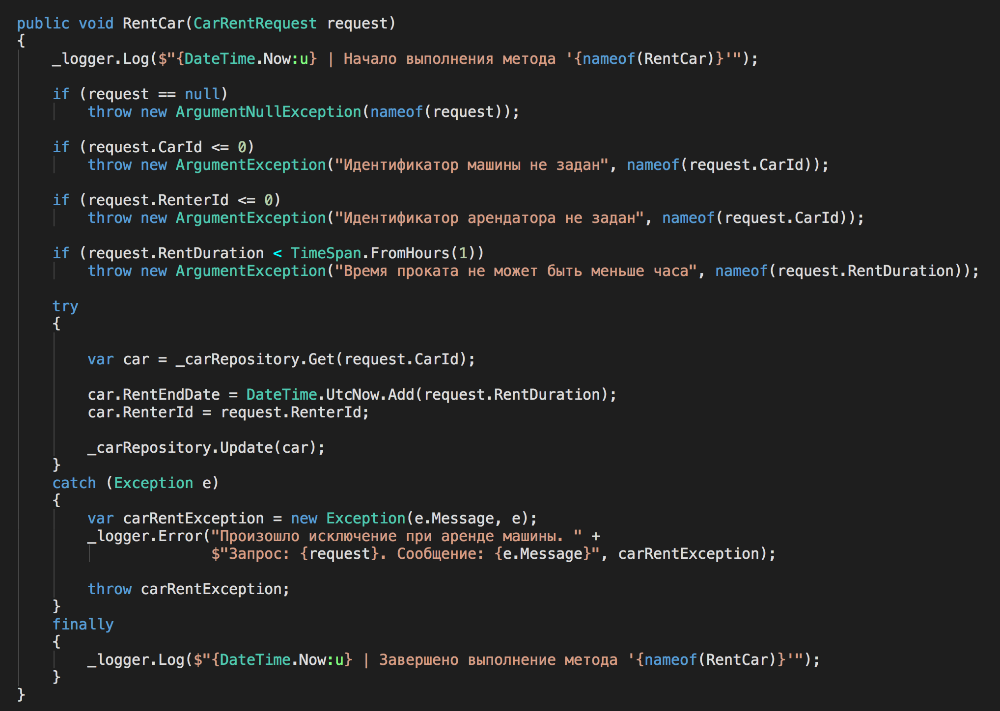 public void RentCar(CarRentRequest request)
{
    _logger.Log($"{DateTime.Now:u} | Начало выполнения метода '{nameof(RentCar)}'");

    if (request == null)
        throw new ArgumentNullException(nameof(request));

    if (request.CarId <= 0)
        throw new ArgumentException("Идентификатор машины не задан", nameof(request.CarId));

    if (request.RenterId <= 0)
        throw new ArgumentException("Идентификатор арендатора не задан", nameof(request.CarId));

    if (request.RentDuration < TimeSpan.FromHours(1))
        throw new ArgumentException("Время проката не может быть меньше часа", nameof(request.RentDuration));

    try
    {

        var car = _carRepository.Get(request.CarId);

        car.RentEndDate = DateTime.UtcNow.Add(request.RentDuration);
        car.RenterId = request.RenterId;

        _carRepository.Update(car);
    }
    catch (Exception e)
    {
        var carRentException = new Exception(e.Message, e);
        _logger.Error("Произошло исключение при аренде машины. " +
                      $"Запрос: {request}. Сообщение: {e.Message}", carRentException);

        throw carRentException;
    }
    finally
    {
        _logger.Log($"{DateTime.Now:u} | Завершено выполнение метода '{nameof(RentCar)}'");
    }
}